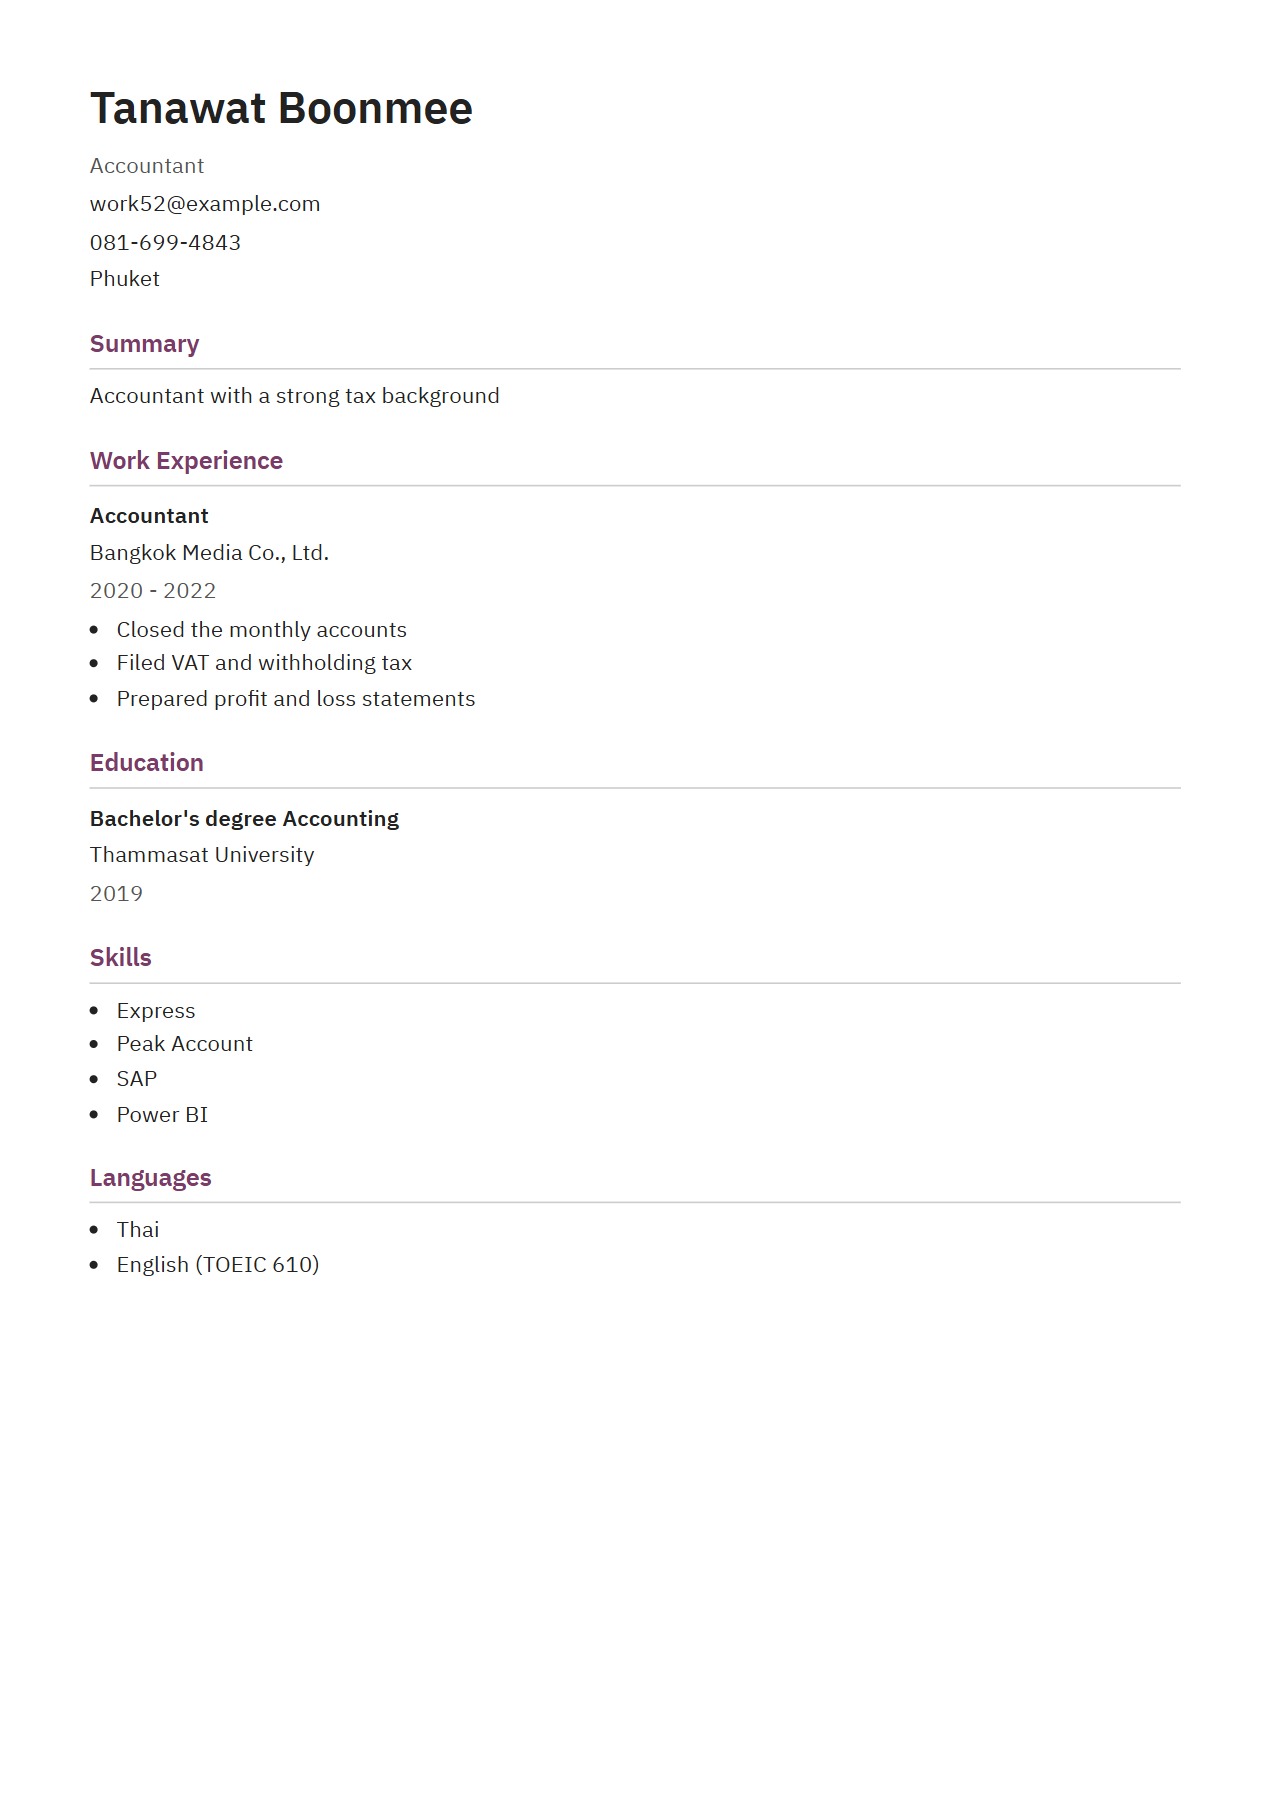 Tanawat Boonmee
Accountant
work52@example.com
081-699-4843
Phuket
Summary
Accountant with a strong tax background
Work Experience
Accountant
Bangkok Media Co., Ltd.
2020 - 2022
• Closed the monthly accounts
• Filed VAT and withholding tax
• Prepared profit and loss statements
Education
Bachelor's degree Accounting
Thammasat University
2019
Skills
• Express
• Peak Account
• SAP
• Power BI
Languages
• Thai
• English (TOEIC 610)